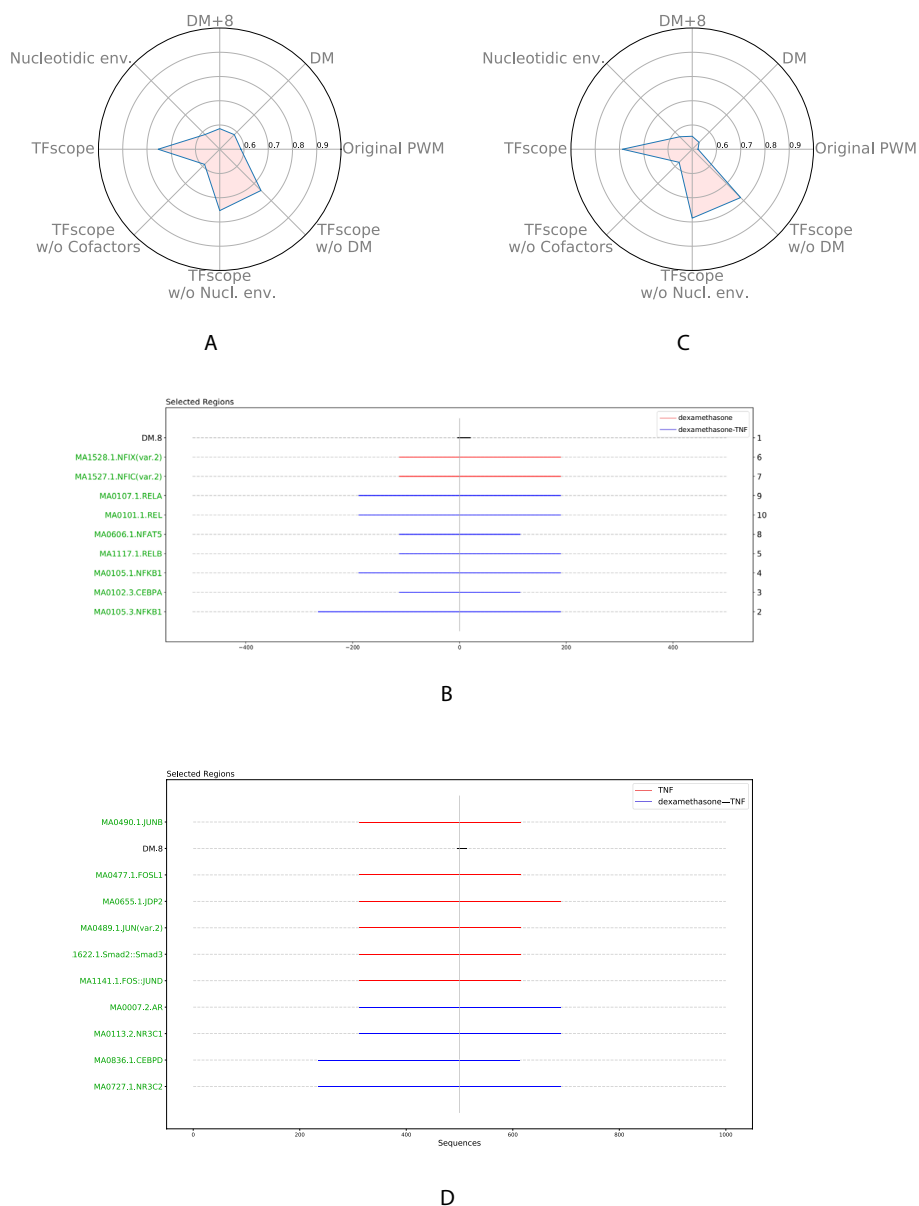 DM+8
Nucleotidic env.
DM
TFscope
0.6 0.7 0.8 0.9
Original PWM
TFscope
w/o Cofactors
TFscope
w/o DM
TFscope
w/o Nucl. env.
A
DM+8
Nucleotidic env.
DM
TFscope
0.6 0.7 0.8 0.9
Original PWM
TFscope
w/o Cofactors
TFscope
w/o DM
TFscope
w/o Nucl. env.
C
Selected Regions
dexamethasone
dexamethasone-TNF
DM.8 1
MA1528.1.NFIX(var.2) 6
MA1527.1.NFIC(var.2) 7
MA0107.1.RELA 9
MA0101.1.REL 10
MA0606.1.NFAT5 8
MA1117.1.RELB 5
MA0105.1.NFKB1 4
MA0102.3.CEBPA 3
MA0105.3.NFKB1 2
−400 −200 0 200 400
B
Selected Regions
TNF
dexamethasone—TNF
MA0490.1.JUNB
DM.8
MA0477.1.FOSL1
MA0655.1.JDP2
MA0489.1.JUN(var.2)
1622.1.Smad2::Smad3
MA1141.1.FOS::JUND
MA0007.2.AR
MA0113.2.NR3C1
MA0836.1.CEBPD
MA0727.1.NR3C2
0 200 400 600 800 1000
Sequences
D